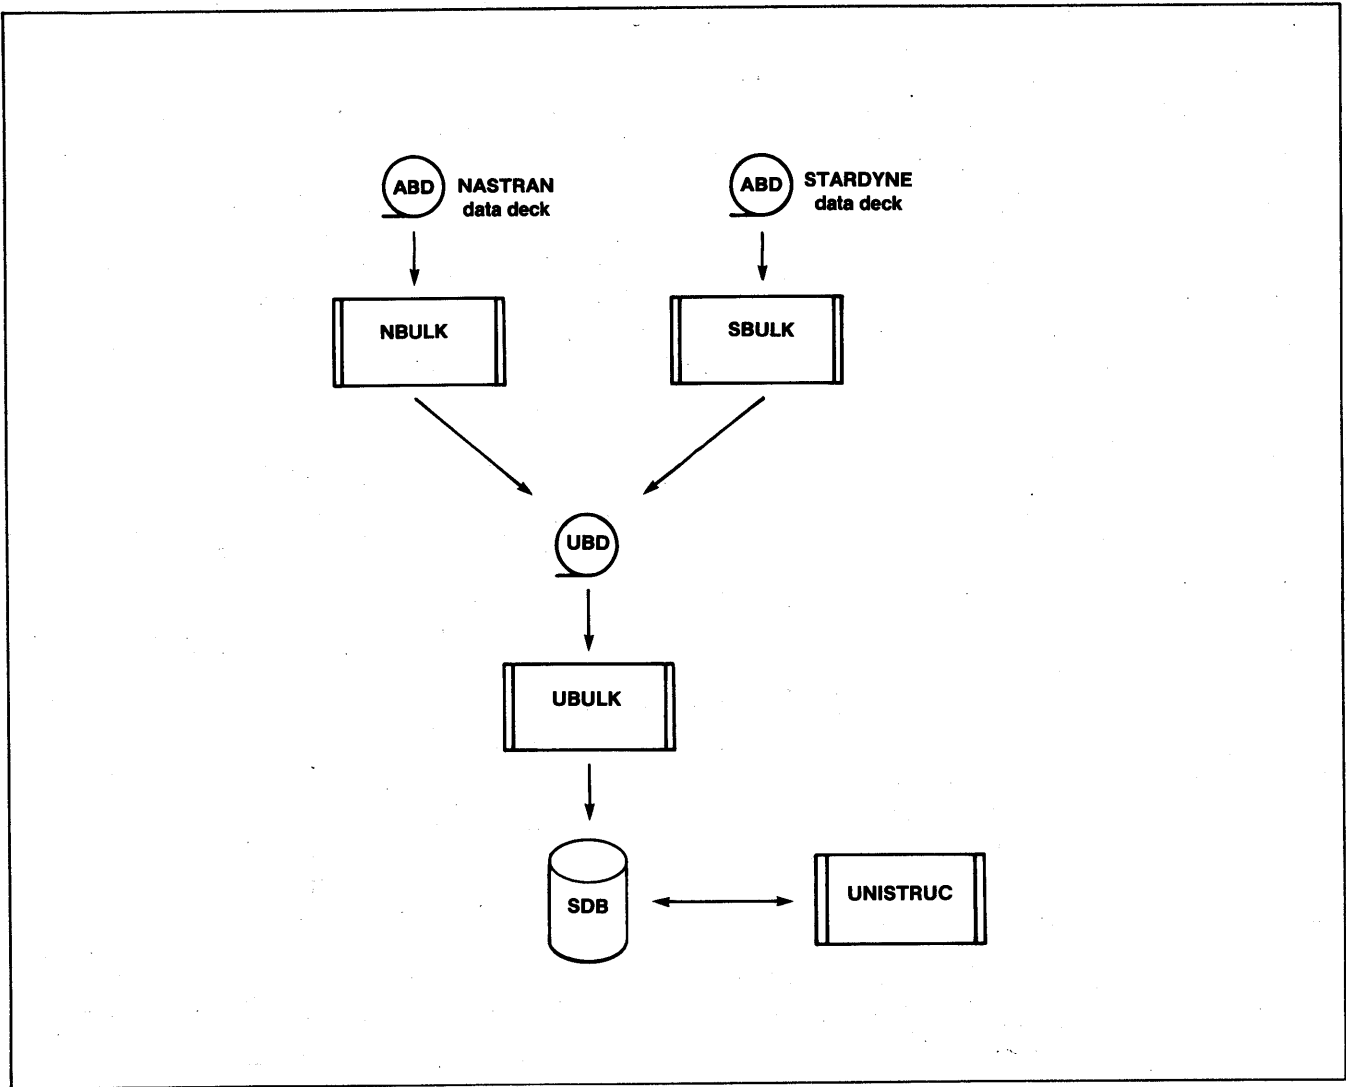 ABD
NASTRAN
data deck
ABD
STARDYNE
data deck
NBULK
SBULK
UBD
UBULK
SDB
UNISTRUC